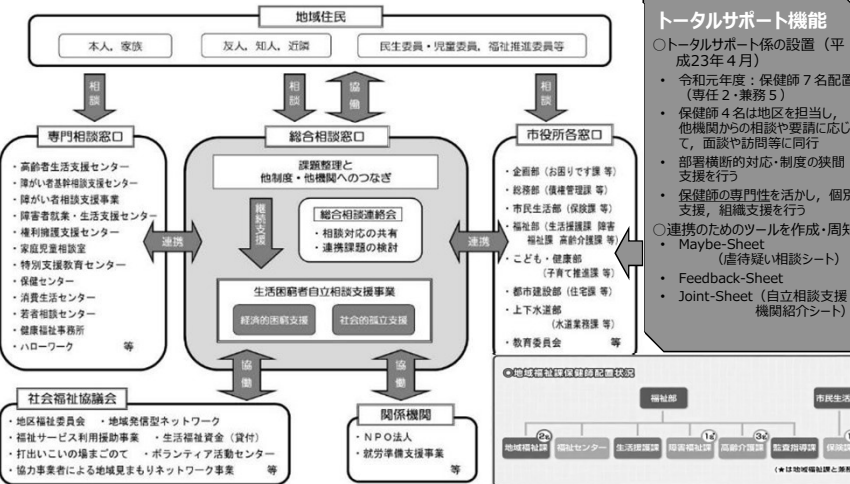 地域住民
本人，家族
友人，知人，近隣
民生委員・児童委員，福祉推進委員等
相談
相談
協働
相談
専門相談窓口
・高齢者生活支援センター
・障がい者基幹相談支援センター
・障がい者相談支援事業
・障害者就業・生活支援センター
・権利擁護支援センター
・家庭児童相談室
・特別支援教育センター
・保健センター
・消費生活センター
・若者相談センター
・健康福祉事務所
・ハローワーク 等
連携
総合相談窓口
課題整理と
他制度・他機関へのつなぎ
継続支援
総合相談連絡会
・相談対応の共有
・連携課題の検討
生活困窮者自立相談支援事業
経済的困窮支援
社会的孤立支援
連携
市役所各窓口
・企画部（お困りです課 等）
・総務部（債権管理課 等）
・市民生活部（保険課 等）
・福祉部（生活援護課 障害
福祉課 高齢介護課 等）
・こども・健康部
（子育て推進課 等）
・都市建設部（住宅課 等）
・上下水道部
（水道業務課 等）
・教育委員会 等
協働
協働
社会福祉協議会
・地区福祉委員会 ・地域発信型ネットワーク
・福祉サービス利用援助事業 ・生活福祉資金（貸付）
・打出いこいの場まごのて ・ボランティア活動センター
・協力事業者による地域見まもりネットワーク事業 等
関係機関
・ＮＰＯ法人
・就労準備支援事業
等
トータルサポート機能
○トータルサポート係の設置（平
成23年４月）
・ 令和元年度：保健師７名配置
（専任２・兼務５）
・ 保健師４名は地区を担当し，
他機関からの相談や要請に応じ
て，面談や訪問等に同行
・ 部署横断的対応・制度の狭間
支援を行う
・ 保健師の専門性を活かし，個別
支援，組織支援を行う
○連携のためのツールを作成・周知
・ Maybe-Sheet
（虐待疑い相談シート）
・ Feedback-Sheet
・ Joint-Sheet（自立相談支援
機関紹介シート）
◎地域福祉課保健師配置状況
福祉部
市民生活
2名
1名
3名
地域福祉課
福祉センター
生活援護課
障害福祉課
高齢介護課
監査指導課
保険課
（★は地域福祉課と兼務